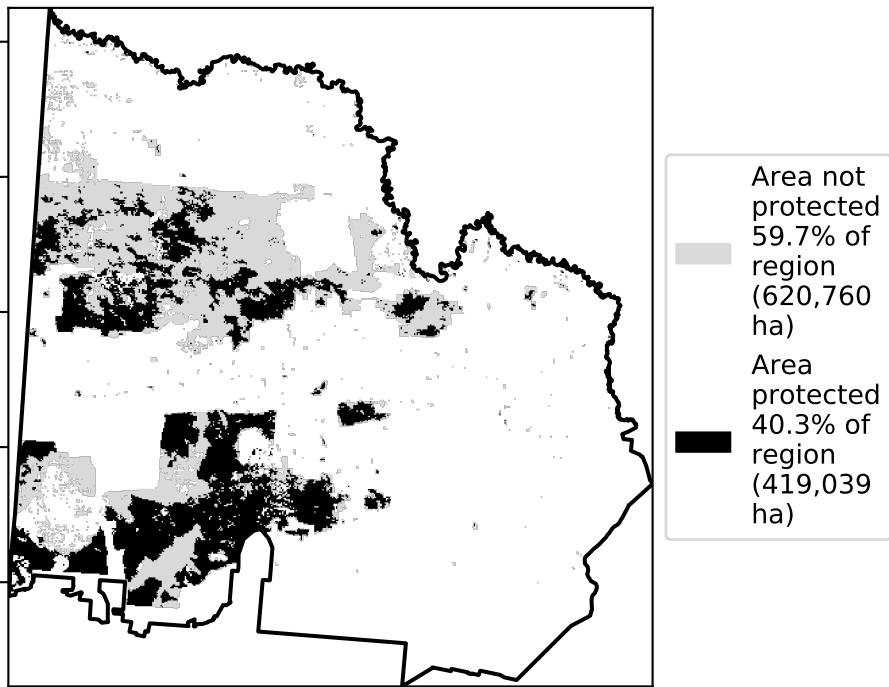 Area not
protected
59.7% of
region
(620,760
ha)
Area
protected
40.3% of
region
(419,039
ha)